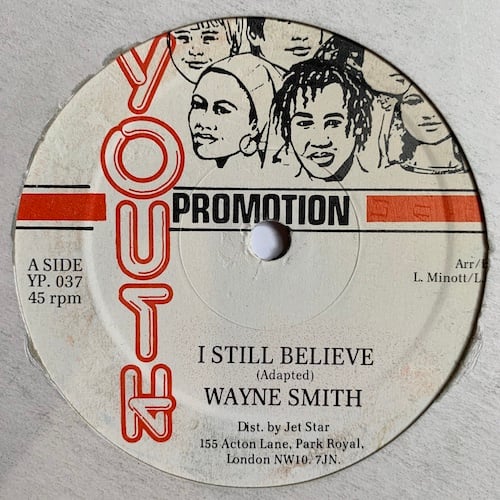 YOUTH
PROMOTION
A SIDE
YP. 037
45 rpm
Arr/
L. Minott/L.
I STILL BELIEVE
(Adapted)
WAYNE SMITH
Dist. by Jet Star
155 Acton Lane, Park Royal,
London NW10. 7JN.